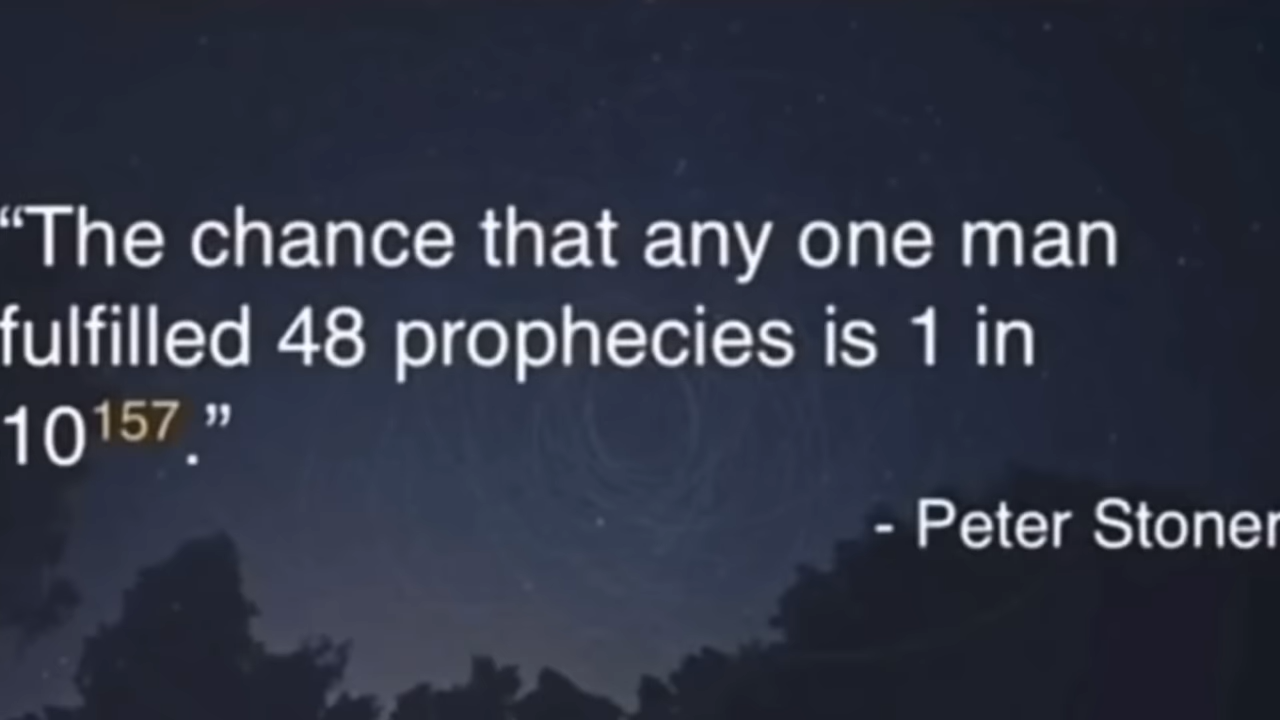 “The chance that any one man
fulfilled 48 prophecies is 1 in
10¹⁵⁷.”
- Peter Stoner